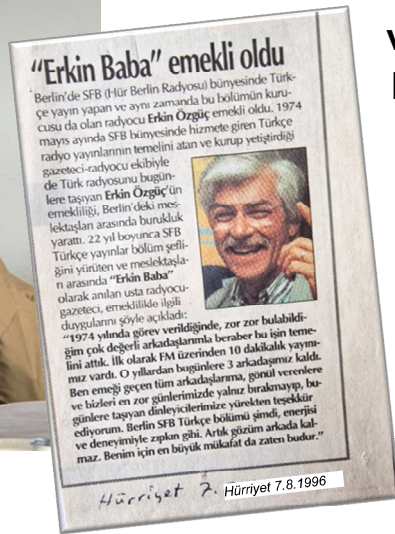 "Erkin Baba" emekli oldu
Berlin'de SFB (Hür Berlin Radyosu) bünyesinde Türk-
çe yayın yapan ve aynı zamanda bu bölümün kuru-
cusu da olan radyocu Erkin Özgüç emekli oldu. 1974
mayıs ayında SFB bünyesinde hizmete giren Türkçe
radyo yayınlarının temelini atan ve kurup yetiştirdiği
gazeteci-radyocu ekibiyle
de Türk radyosunu bugün-
lere taşıyan Erkin Özgüç'ün
emekliliği, Berlin'deki mes-
lektaşları arasında burukluk
yarattı. 22 yıl boyunca SFB
Türkçe yayınlar bölüm şefli-
ğini yürüten ve meslektaşla-
rı arasında "Erkin Baba"
olarak anılan usta radyocu-
gazeteci, emeklilikle ilgili
duygularını şöyle açıkladı:
"1974 yılında görev verildiğinde, zor zor bulabildi-
ğim çok değerli arkadaşlarımla beraber bu işin teme-
lini attık. İlk olarak FM üzerinden 10 dakikalık yayını-
mız vardı. O yıllardan bugünlere 3 arkadaşımız kaldı.
Ben emeği geçen tüm arkadaşlarıma, gönül verenlere
ve bizleri en zor günlerimizde yalnız bırakmayıp, bu-
günlere taşıyan dinleyicilerimize yürekten teşekkür
ediyorum. Berlin SFB Türkçe bölümü şimdi, enerjisi
ve deneyimiyle zıpkın gibi. Artık gözüm arkada kal-
maz. Benim için en büyük mükafat da zaten budur."
Hürriyet 7.
Hürriyet 7.8.1996